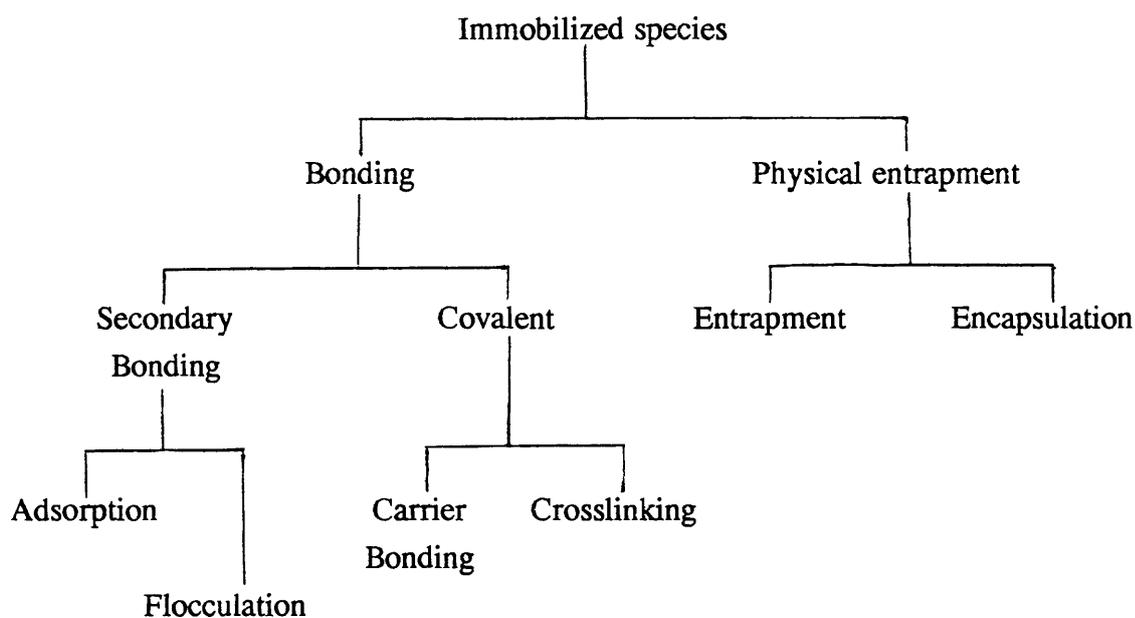 Immobilized species
Bonding
Physical entrapment
Secondary
Bonding
Covalent
Entrapment
Encapsulation
Adsorption
Flocculation
Carrier
Bonding
Crosslinking